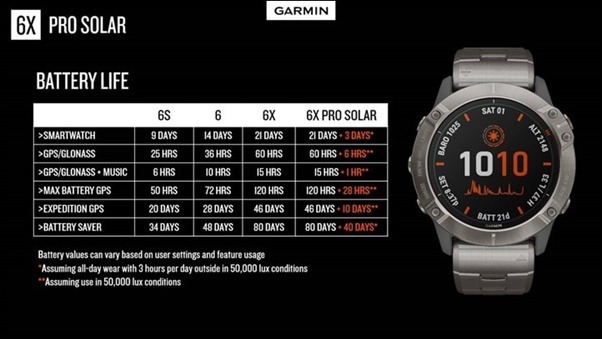 GARMIN
6X PRO SOLAR
BATTERY LIFE
6S 6 6X 6X PRO SOLAR
>SMARTWATCH 9 DAYS 14 DAYS 21 DAYS 21 DAYS + 3 DAYS*
>GPS/GLONASS 25 HRS 36 HRS 60 HRS 60 HRS + 6 HRS**
>GPS/GLONASS + MUSIC 6 HRS 10 HRS 15 HRS 15 HRS + 1 HR**
>MAX BATTERY GPS 50 HRS 72 HRS 120 HRS 120 HRS + 28 HRS**
>EXPEDITION GPS 20 DAYS 28 DAYS 46 DAYS 46 DAYS + 10 DAYS**
>BATTERY SAVER 34 DAYS 48 DAYS 80 DAYS 80 DAYS + 40 DAYS*
Battery values can vary based on user settings and feature usage
*Assuming all-day wear with 3 hours per day outside in 50,000 lux conditions
**Assuming use in 50,000 lux conditions
SAT 01
BARO 1025
ALT 2148
1010
SET 8:37p
H 37/L 33
BATT 21d
GARMIN